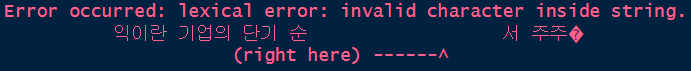 Error occurred: lexical error: invalid character inside string.
익이란 기업의 단기 순 서 주주�
(right here) ------^